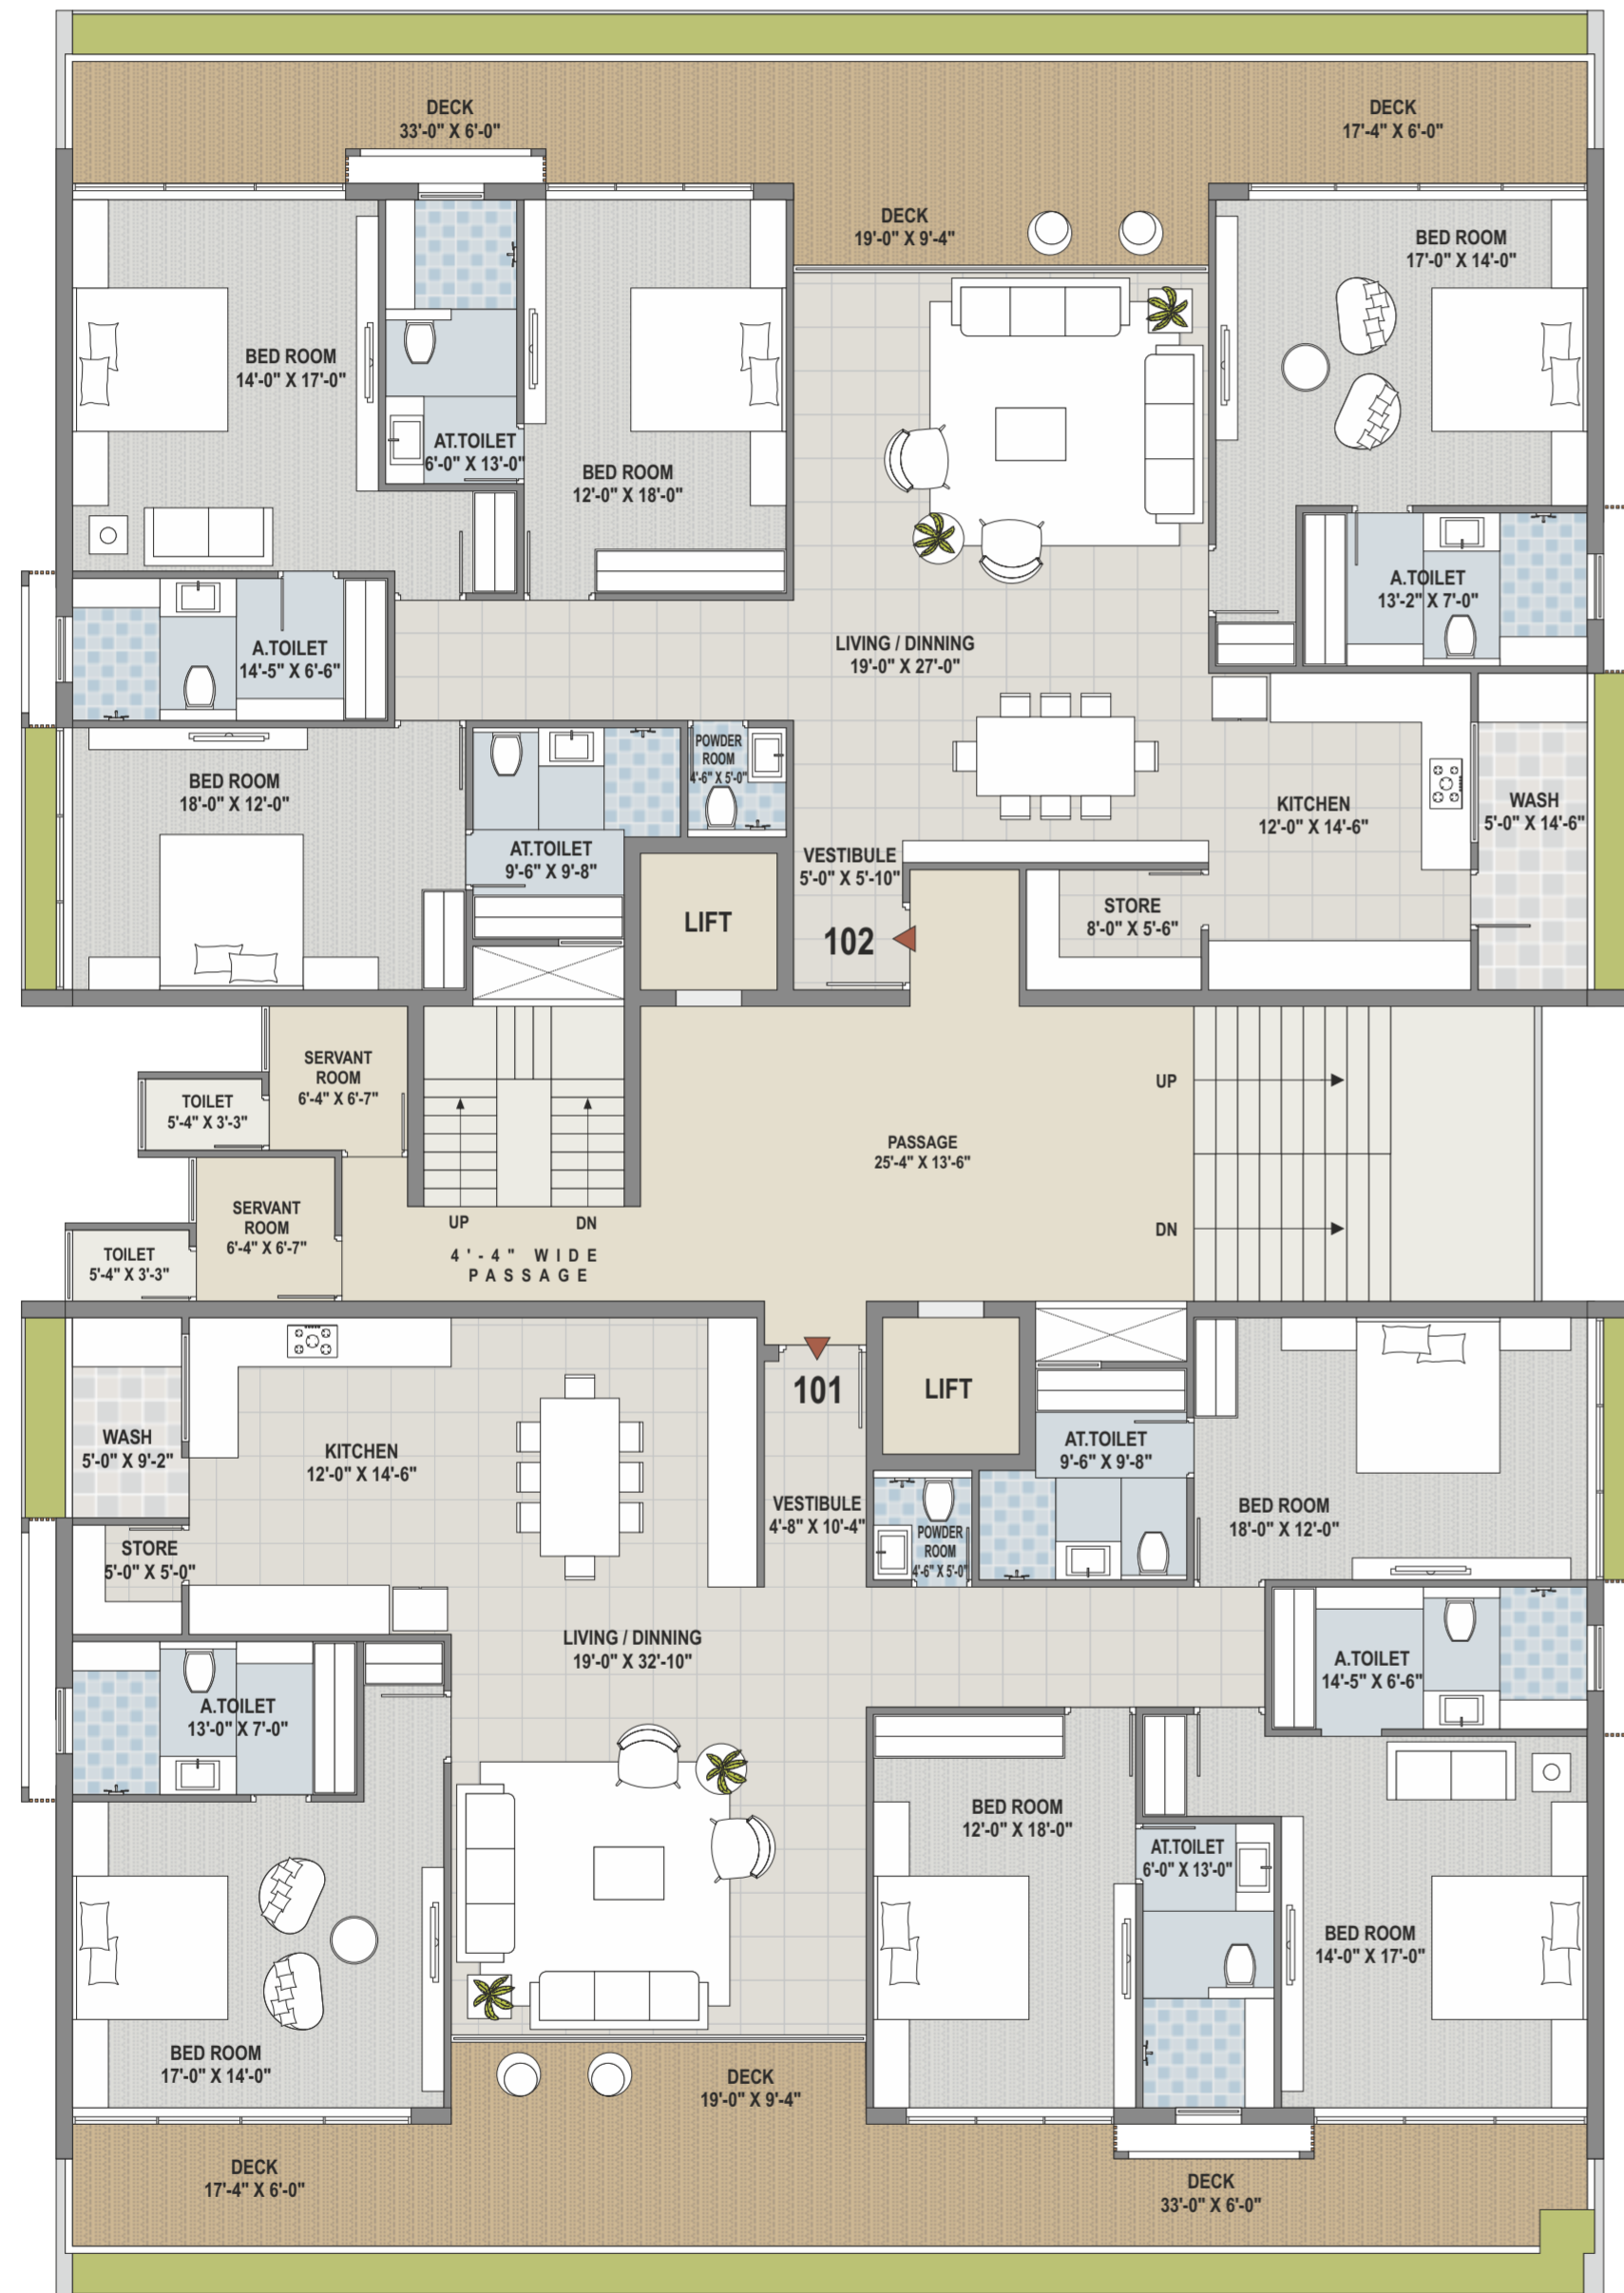 DECK
33'-0" X 6'-0"
DECK
17'-4" X 6'-0"
DECK
19'-0" X 9'-4"
BED ROOM
17'-0" X 14'-0"
BED ROOM
14'-0" X 17'-0"
AT.TOILET
6'-0" X 13'-0"
BED ROOM
12'-0" X 18'-0"
A.TOILET
13'-2" X 7'-0"
A.TOILET
14'-5" X 6'-6"
LIVING / DINNING
19'-0" X 27'-0"
BED ROOM
18'-0" X 12'-0"
POWDER
ROOM
4'-6" X 5'-0"
AT.TOILET
9'-6" X 9'-8"
VESTIBULE
5'-0" X 5'-10"
KITCHEN
12'-0" X 14'-6"
WASH
5'-0" X 14'-6"
LIFT
102
STORE
8'-0" X 5'-6"
SERVANT
ROOM
6'-4" X 6'-7"
TOILET
5'-4" X 3'-3"
UP
PASSAGE
25'-4" X 13'-6"
SERVANT
ROOM
6'-4" X 6'-7"
TOILET
5'-4" X 3'-3"
UP
DN
DN
4'-4" WIDE
PASSAGE
101
LIFT
WASH
5'-0" X 9'-2"
KITCHEN
12'-0" X 14'-6"
AT.TOILET
9'-6" X 9'-8"
VESTIBULE
4'-8" X 10'-4"
POWDER
ROOM
4'-6" X 5'-0"
BED ROOM
18'-0" X 12'-0"
STORE
5'-0" X 5'-0"
LIVING / DINNING
19'-0" X 32'-10"
A.TOILET
14'-5" X 6'-6"
A.TOILET
13'-0" X 7'-0"
BED ROOM
12'-0" X 18'-0"
AT.TOILET
6'-0" X 13'-0"
BED ROOM
14'-0" X 17'-0"
BED ROOM
17'-0" X 14'-0"
DECK
19'-0" X 9'-4"
DECK
17'-4" X 6'-0"
DECK
33'-0" X 6'-0"